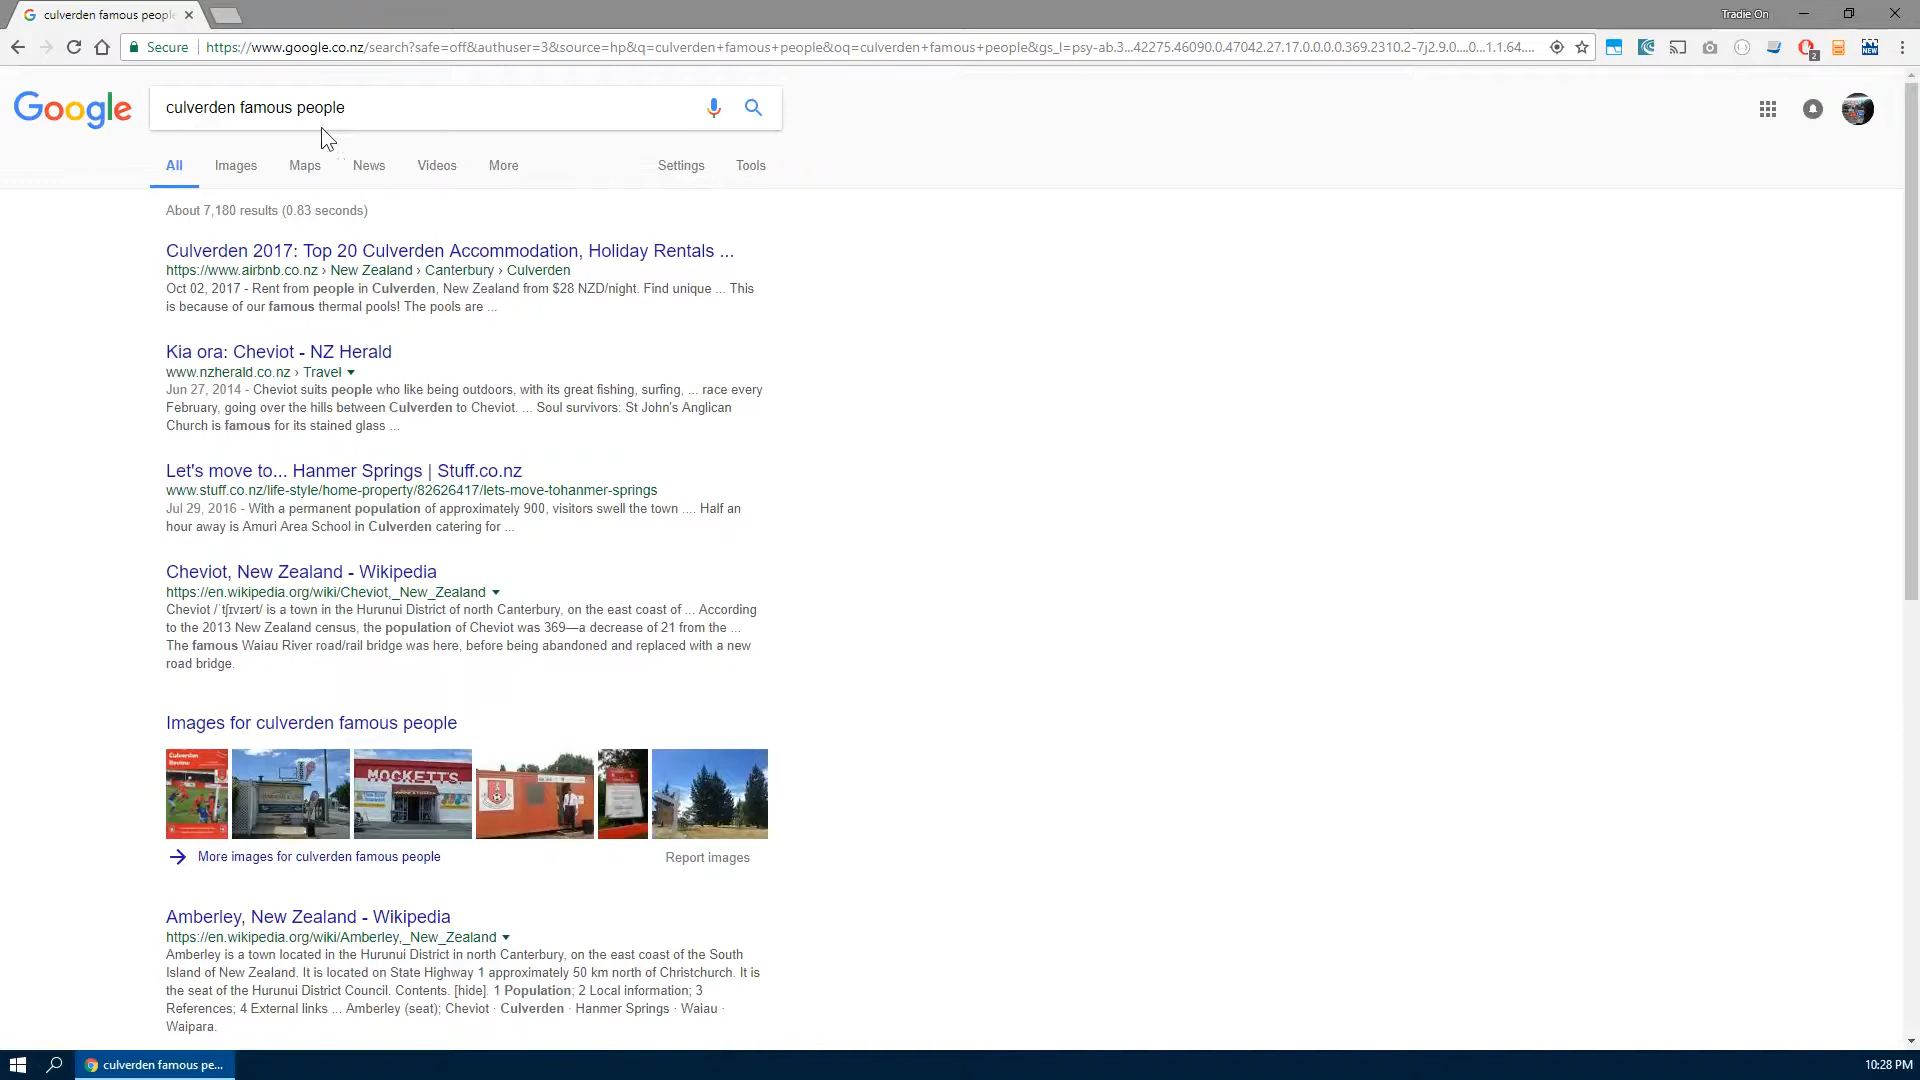 culverden famous people
Tradie On
Secure
https://www.google.co.nz/search?safe=off&authuser=3&source=hp&q=culverden+famous+people&oq=culverden+famous+people&gs_l=psy-ab.3...42275.46090.0.47042.27.17.0.0.0.0.369.2310.2-7j2.9.0....0...1.1.64....
2
NEW
Google
culverden famous people
All Images Maps News Videos More Settings Tools
About 7,180 results (0.83 seconds)
Culverden 2017: Top 20 Culverden Accommodation, Holiday Rentals ...
https://www.airbnb.co.nz › New Zealand › Canterbury › Culverden
Oct 02, 2017 - Rent from people in Culverden, New Zealand from $28 NZD/night. Find unique ... This
is because of our famous thermal pools! The pools are ...
Kia ora: Cheviot - NZ Herald
www.nzherald.co.nz › Travel
Jun 27, 2014 - Cheviot suits people who like being outdoors, with its great fishing, surfing, ... race every
February, going over the hills between Culverden to Cheviot. ... Soul survivors: St John's Anglican
Church is famous for its stained glass ...
Let's move to... Hanmer Springs | Stuff.co.nz
www.stuff.co.nz/life-style/home-property/82626417/lets-move-tohanmer-springs
Jul 29, 2016 - With a permanent population of approximately 900, visitors swell the town .... Half an
hour away is Amuri Area School in Culverden catering for ...
Cheviot, New Zealand - Wikipedia
https://en.wikipedia.org/wiki/Cheviot,_New_Zealand
Cheviot /ˈtʃɪvɪərt/ is a town in the Hurunui District of north Canterbury, on the east coast of ... According
to the 2013 New Zealand census, the population of Cheviot was 369—a decrease of 21 from the ...
The famous Waiau River road/rail bridge was here, before being abandoned and replaced with a new
road bridge.
Images for culverden famous people
Culverden
Review
MOCKETTS
More images for culverden famous people
Report images
Amberley, New Zealand - Wikipedia
https://en.wikipedia.org/wiki/Amberley,_New_Zealand
Amberley is a town located in the Hurunui District in north Canterbury, on the east coast of the South
Island of New Zealand. It is located on State Highway 1 approximately 50 km north of Christchurch. It is
the seat of the Hurunui District Council. Contents. [hide]. 1 Population; 2 Local information; 3
References; 4 External links ... Amberley (seat); Cheviot · Culverden · Hanmer Springs · Waiau ·
Waipara.
culverden famous pe...
10:28 PM